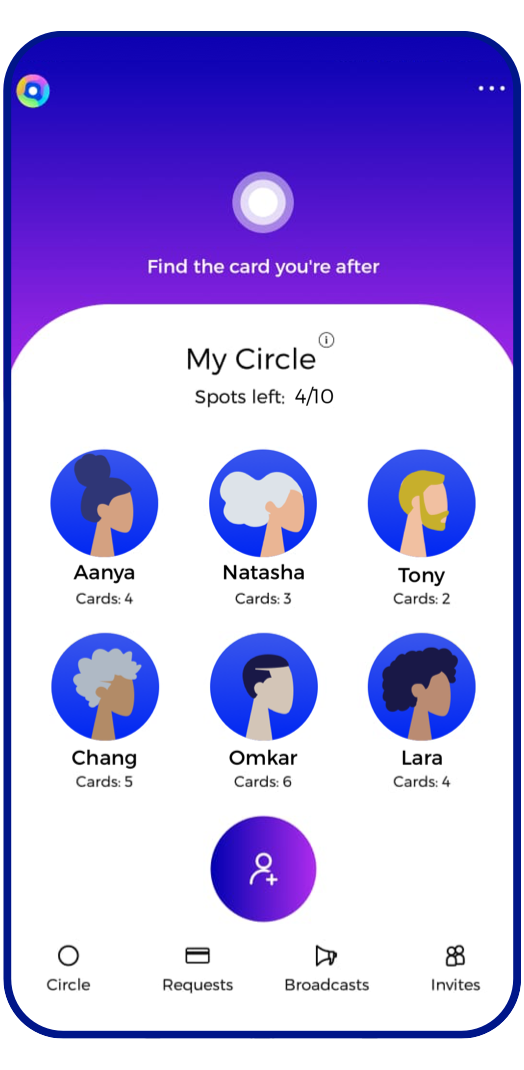 Find the card you're after
My Circle
Spots left: 4/10
Aanya Natasha Tony
Cards: 4 Cards: 3 Cards: 2
Chang Omkar Lara
Cards: 5 Cards: 6 Cards: 4
Circle Requests Broadcasts Invites